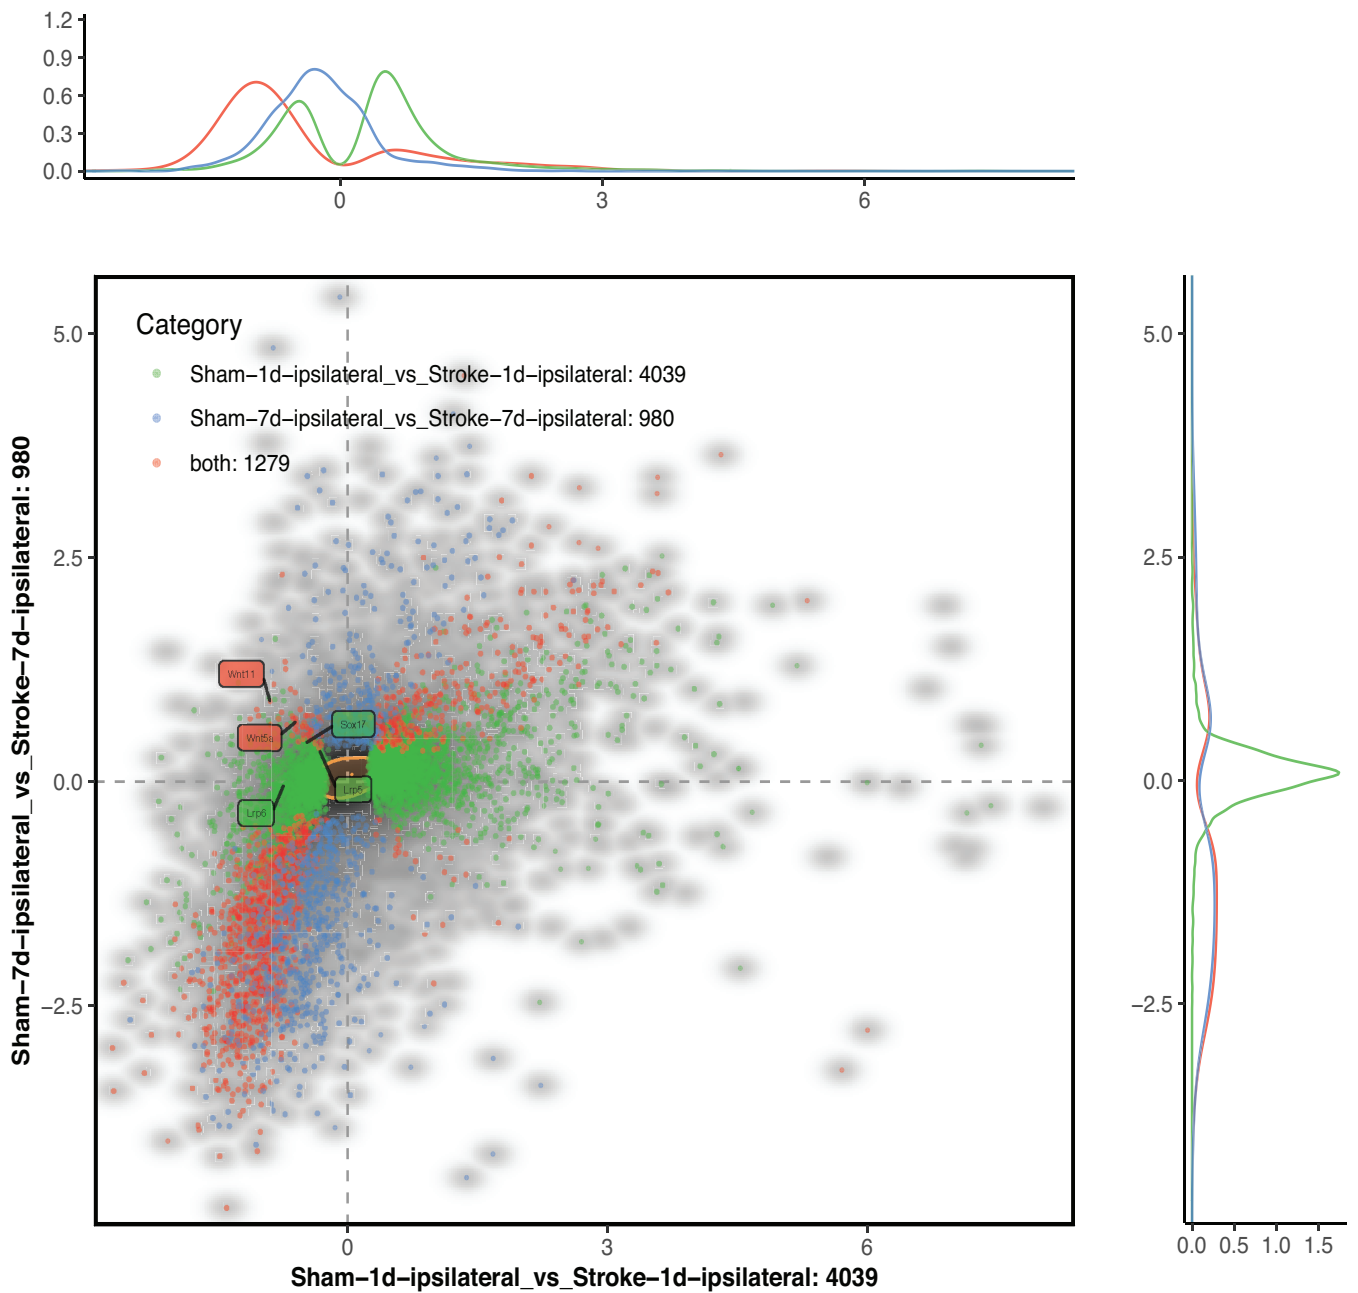 1.2
0.9
0.6
0.3
0.0
0
3
6
Category
Sham−1d−ipsilateral_vs_Stroke−1d−ipsilateral: 4039
Sham−7d−ipsilateral_vs_Stroke−7d−ipsilateral: 980
both: 1279
5.0
2.5
0.0
−2.5
Sham−7d−ipsilateral_vs_Stroke−7d−ipsilateral: 980
Wnt11
Wnt5a
Sox17
Lrp5
Lrp6
0
3
6
Sham−1d−ipsilateral_vs_Stroke−1d−ipsilateral: 4039
5.0
2.5
0.0
−2.5
0.0 0.5 1.0 1.5